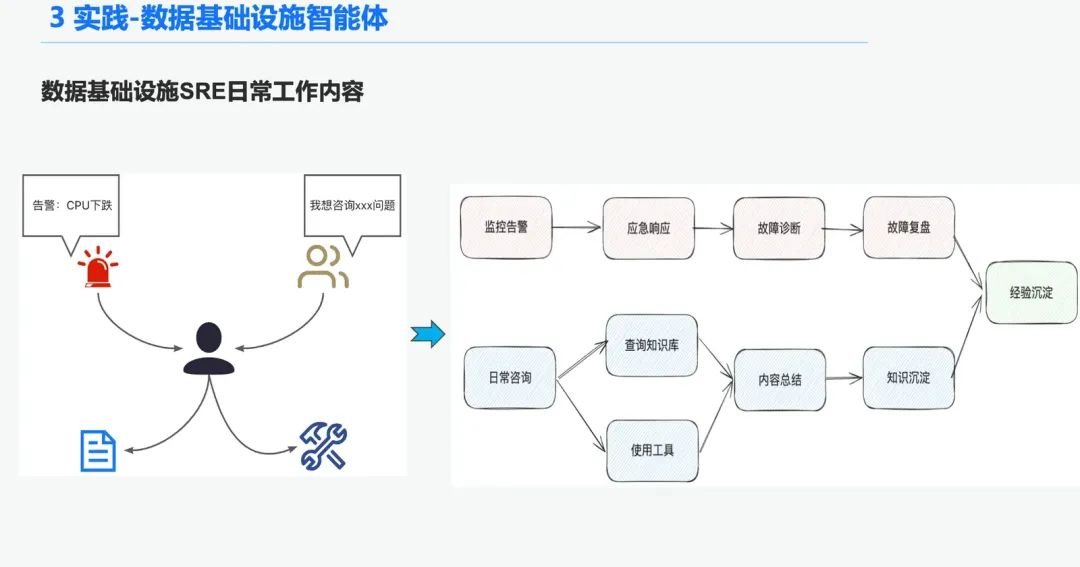 3 实践-数据基础设施智能体
数据基础设施SRE日常工作内容
告警：CPU下跌
我想咨询xxx问题
监控告警
应急响应
故障诊断
故障复盘
经验沉淀
日常咨询
查询知识库
使用工具
内容总结
知识沉淀